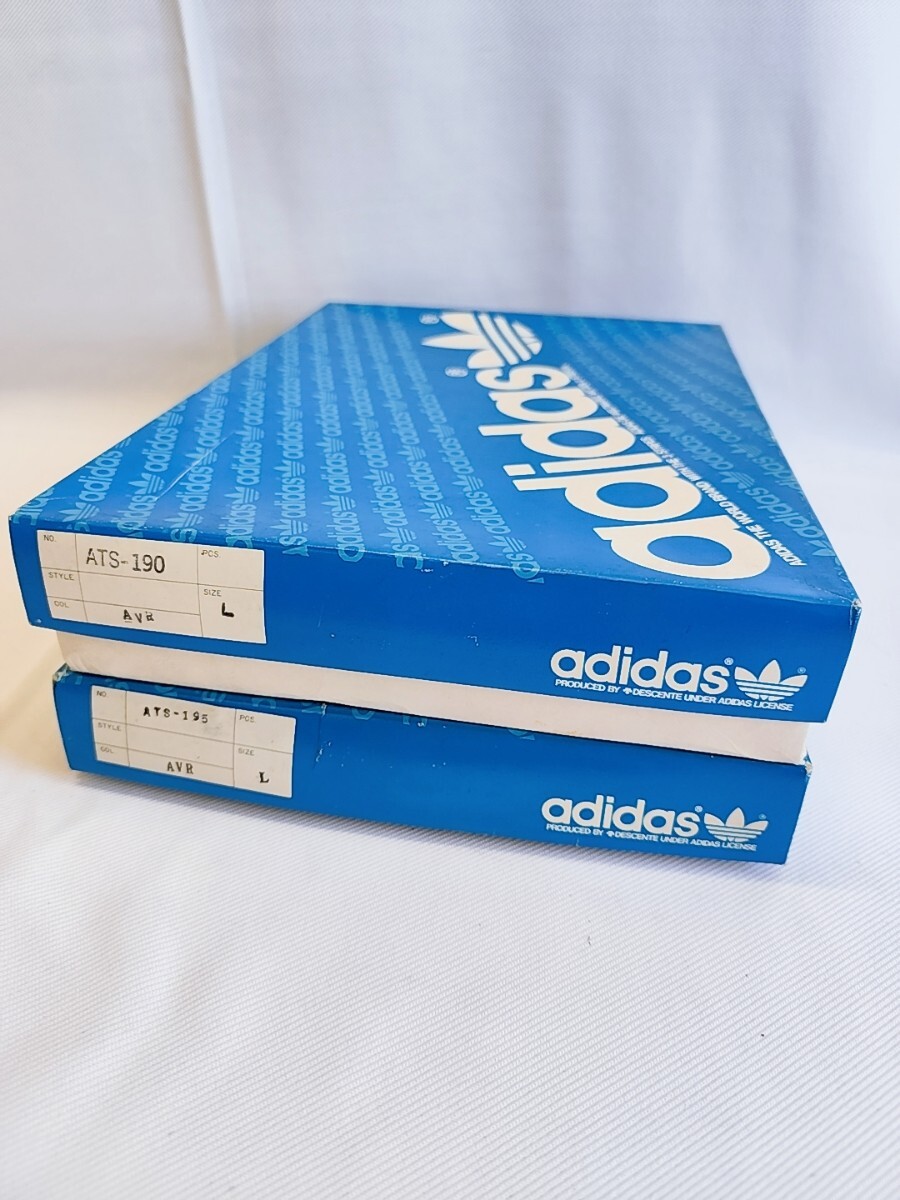 adidas
ADIDAS THE WORLD BRAND WITH THE 3 STRIPES
NO. ATS-190 PCS.
STYLE SIZE L
COL. AVR
adidas
PRODUCED BY DESCENTE UNDER ADIDAS LICENSE
NO. ATS-195 PCS.
STYLE SIZE L
COL. AVR
adidas
PRODUCED BY DESCENTE UNDER ADIDAS LICENSE